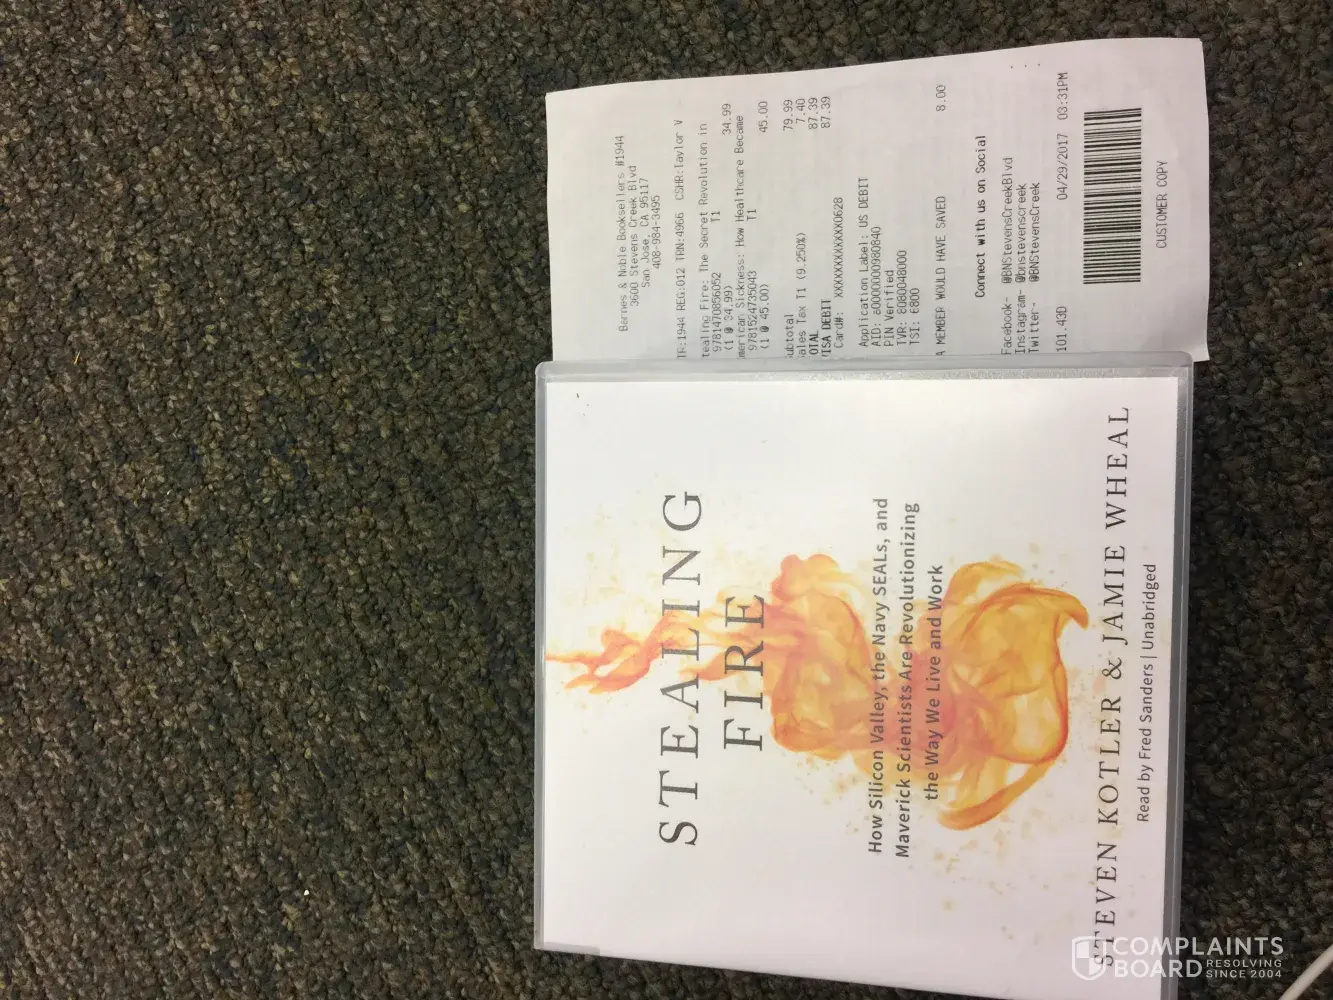 Barnes & Noble Booksellers #1944
3600 Stevens Creek Blvd
San Jose, CA 95117
408-984-3495
TR:1944 REG:012 TRN:4966 CSHR:Taylor V
tealing Fire: The Secret Revolution in
9781470856052 T1
(1 @ 34.99) 34.99
merican Sickness: How Healthcare Became
9781524735043 T1
(1 @ 45.00) 45.00
ubtotal 79.99
ales Tax T1 (9.250%) 7.40
OTAL 87.39
VISA DEBIT 87.39
Card#: XXXXXXXXXXXX0628
Application Label: US DEBIT
AID: a0000000980840
PIN Verified
TVR: 8080048000
TSI: 6800
A MEMBER WOULD HAVE SAVED 8.00
Connect with us on Social
Facebook- @BNStevensCreekBlvd
Instagram- @bnstevenscreek
Twitter- @BNStevensCreek
101.43D 04/29/2017 03:31PM
CUSTOMER COPY
STEALING
FIRE
How Silicon Valley, the Navy SEALs, and
Maverick Scientists Are Revolutionizing
the Way We Live and Work
STEVEN KOTLER & JAMIE WHEAL
Read by Fred Sanders | Unabridged
COMPLAINTS
BOARD RESOLVING
SINCE 2004